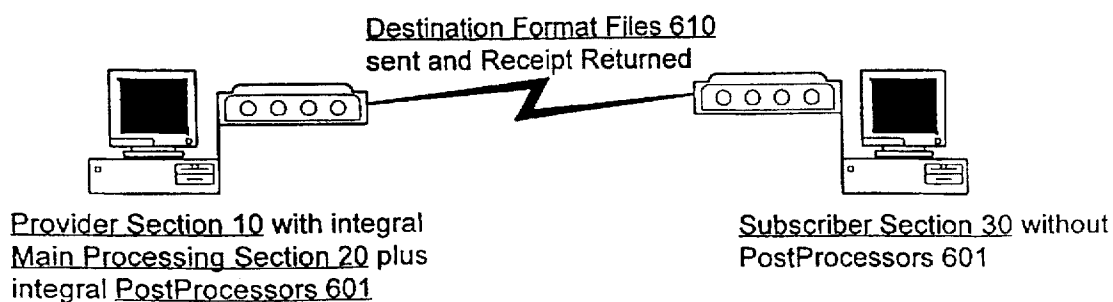 Destination Format Files 610
sent and Receipt Returned
Provider Section 10 with integral
Main Processing Section 20 plus
integral PostProcessors 601
Subscriber Section 30 without
PostProcessors 601